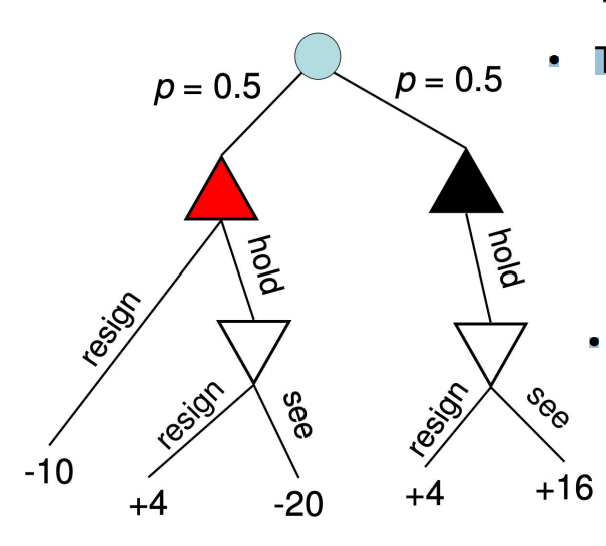 p = 0.5
p = 0.5
•
hold
hold
resign
•
resign
see
resign
see
-10
+4
-20
+4
+16